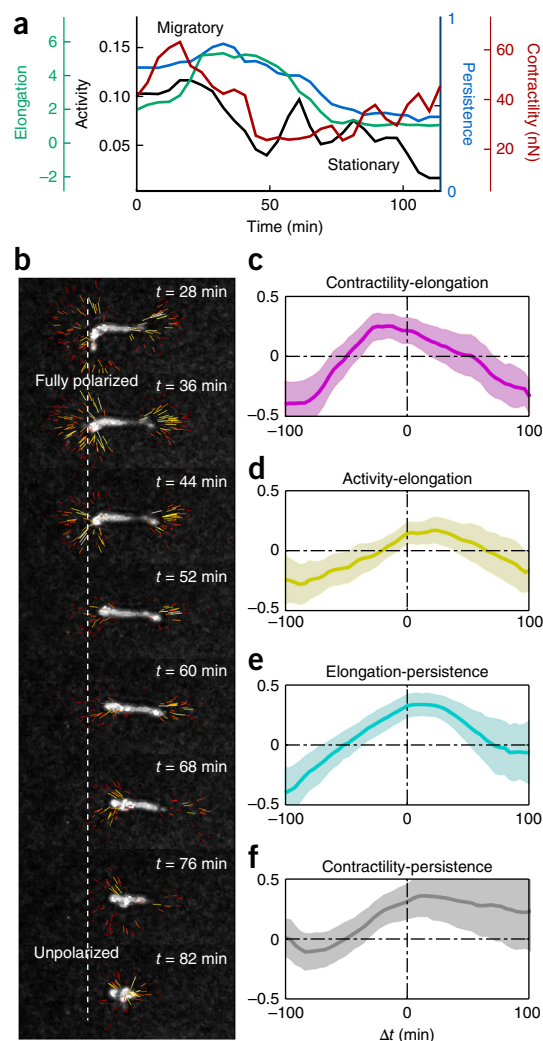 a
Elongation
6
4
2
0
−2
Activity
0.15
0.10
0.05
Migratory
Stationary
1
0
Persistence
60
40
20
Contractility (nN)
0
50
100
Time (min)
b
t = 28 min
Fully polarized
t = 36 min
t = 44 min
t = 52 min
t = 60 min
t = 68 min
t = 76 min
Unpolarized
t = 82 min
c
Contractility-elongation
0.5
0
−0.5
−100
0
100
d
Activity-elongation
0.5
0
−0.5
−100
0
100
e
Elongation-persistence
0.5
0
−0.5
−100
0
100
f
Contractility-persistence
0.5
0
−0.5
−100
0
100
Δt (min)